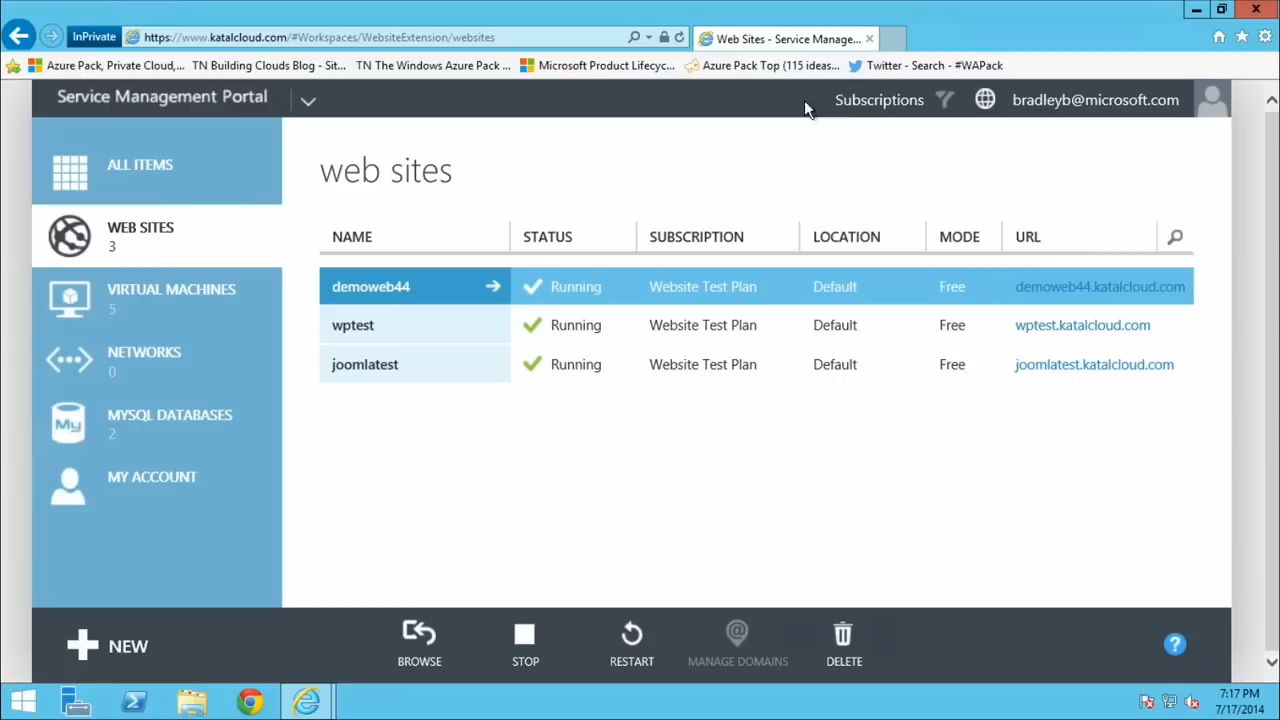 InPrivate
https://www.katalcloud.com/#Workspaces/WebsiteExtension/websites
Web Sites - Service Manage...
Azure Pack, Private Cloud,...
TN Building Clouds Blog - Sit...
TN The Windows Azure Pack ...
Microsoft Product Lifecyc...
Azure Pack Top (115 ideas...
Twitter - Search - #WAPack
Service Management Portal
Subscriptions
bradleyb@microsoft.com
ALL ITEMS
WEB SITES
3
VIRTUAL MACHINES
5
NETWORKS
0
MYSQL DATABASES
2
My
MY ACCOUNT
web sites
NAME STATUS SUBSCRIPTION LOCATION MODE URL
demoweb44 Running Website Test Plan Default Free demoweb44.katalcloud.com
wptest Running Website Test Plan Default Free wptest.katalcloud.com
joomlatest Running Website Test Plan Default Free joomlatest.katalcloud.com
NEW
BROWSE
STOP
RESTART
MANAGE DOMAINS
DELETE
?
7:17 PM
7/17/2014